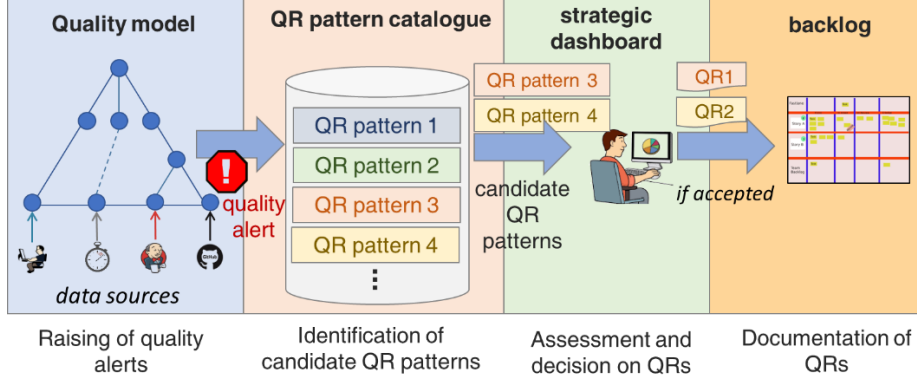 Quality model
QR pattern catalogue
strategic
dashboard
backlog
QR pattern 3
QR pattern 4
QR1
QR2
QR pattern 1
QR pattern 2
QR pattern 3
QR pattern 4
quality
alert
candidate
QR
patterns
if accepted
GitHub
data sources
Raising of quality
alerts
Identification of
candidate QR patterns
Assessment and
decision on QRs
Documentation of
QRs